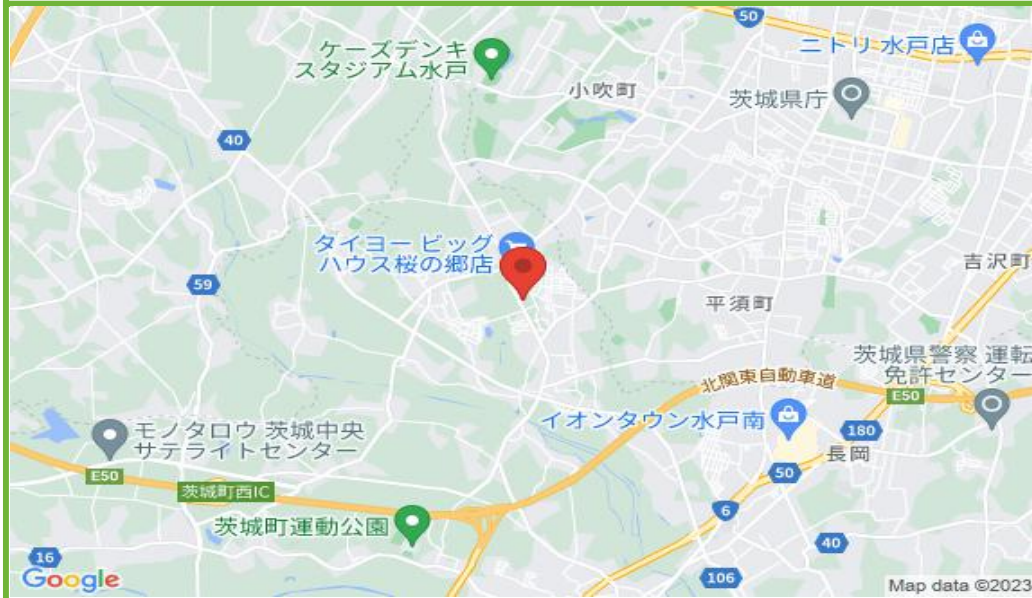 50
ケーズデンキ
スタジアム水戸
ニトリ 水戸店
小吹町
茨城県庁
40
タイヨー ビッグ
ハウス桜の郷店
吉沢町
59
平須町
茨城県警察 運転
免許センター
北関東自動車道
E50
イオンタウン水戸南
モノタロウ 茨城中央
サテライトセンター
180
長岡
E50
50
茨城町西IC
6
茨城町運動公園
40
16
106
Google
Map data ©2023